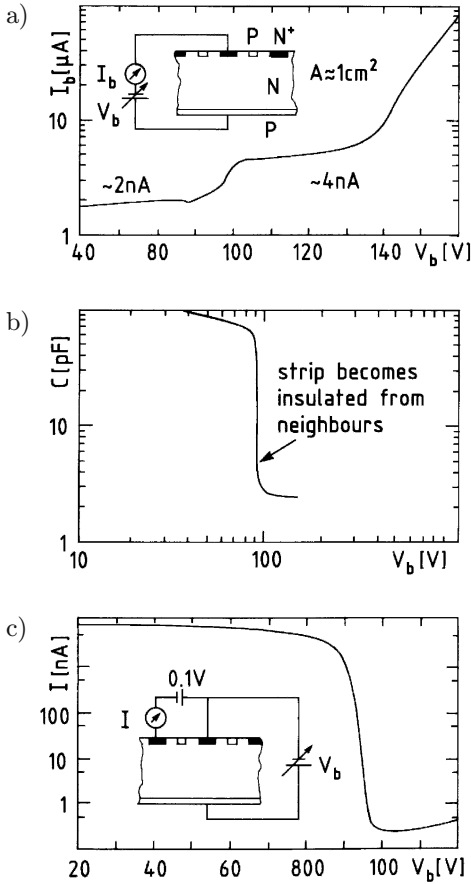 a)
I_b [µA]
10
1
P N⁺
N
P
A≈1cm²
I_b
V_b
~2nA
~4nA
40 60 80 100 120 140 V_b [V]
b)
C [pF]
10
1
strip becomes
insulated from
neighbours
10 100 V_b [V]
c)
I [nA]
100
10
1
0.1V
I
V_b
20 40 60 800 100 V_b [V]